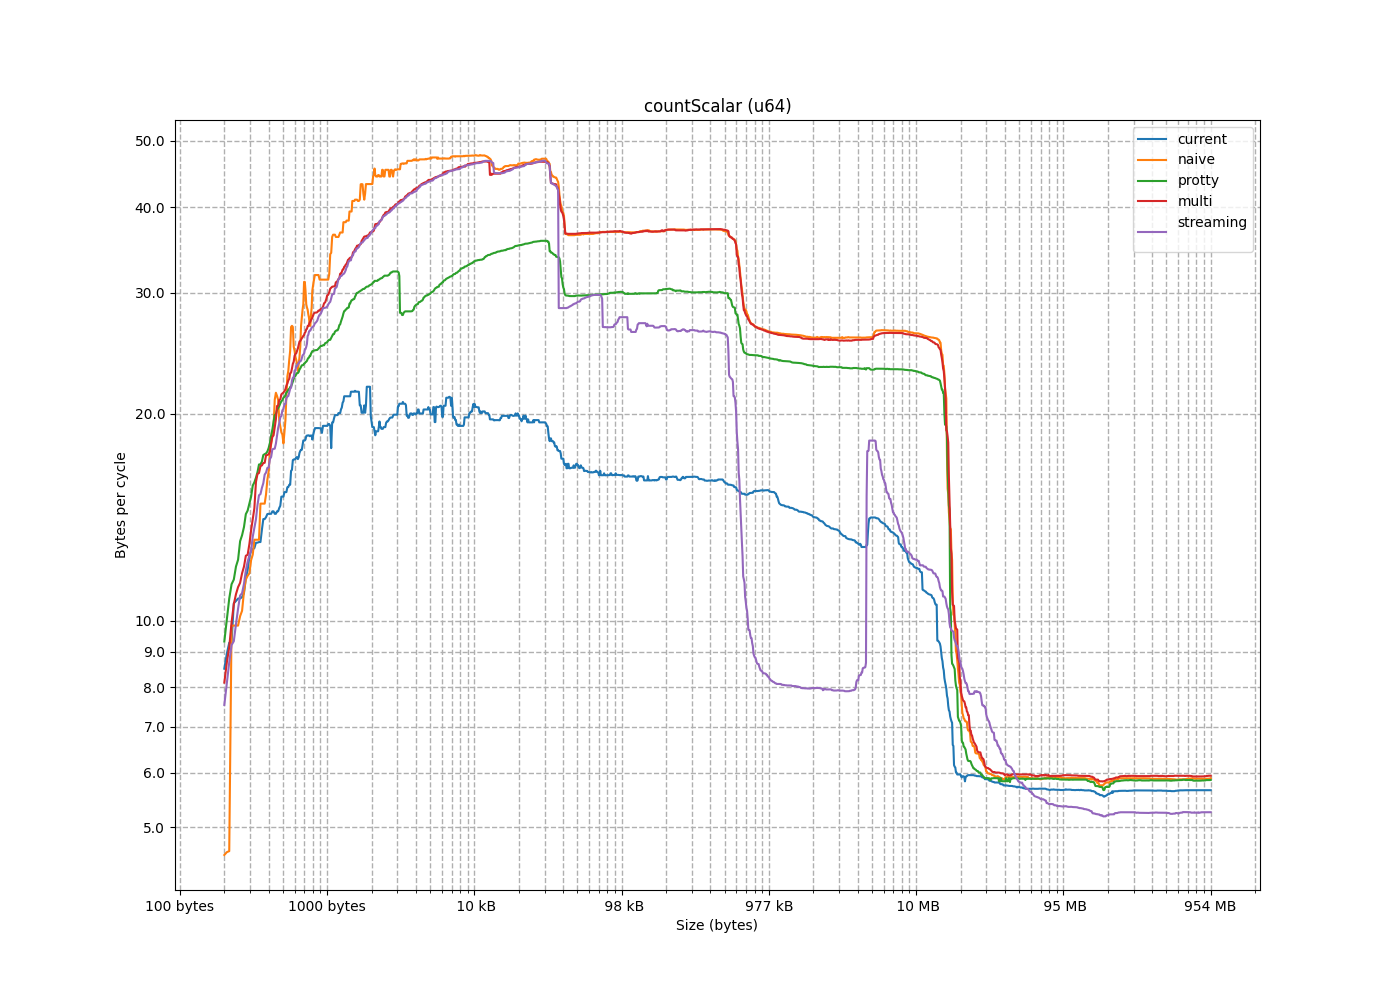 countScalar (u64)
current
naive
protty
multi
streaming
50.0
40.0
30.0
20.0
10.0
9.0
8.0
7.0
6.0
5.0
Bytes per cycle
100 bytes 1000 bytes 10 kB 98 kB 977 kB 10 MB 95 MB 954 MB
Size (bytes)